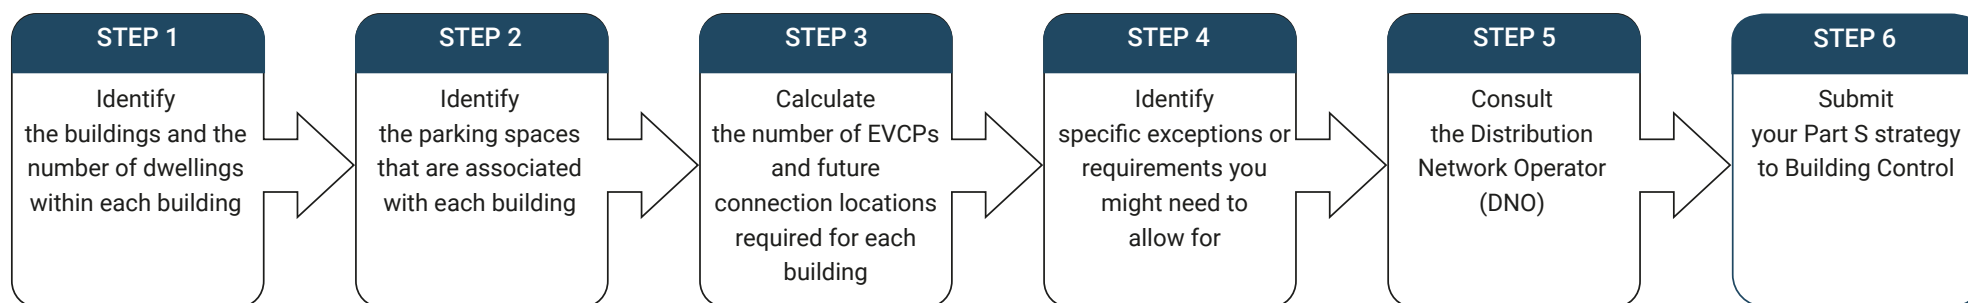 STEP 1
Identify
the buildings and the
number of dwellings
within each building
STEP 2
Identify
the parking spaces
that are associated
with each building
STEP 3
Calculate
the number of EVCPs
and future
connection locations
required for each
building
STEP 4
Identify
specific exceptions or
requirements you
might need to
allow for
STEP 5
Consult
the Distribution
Network Operator
(DNO)
STEP 6
Submit
your Part S strategy
to Building Control